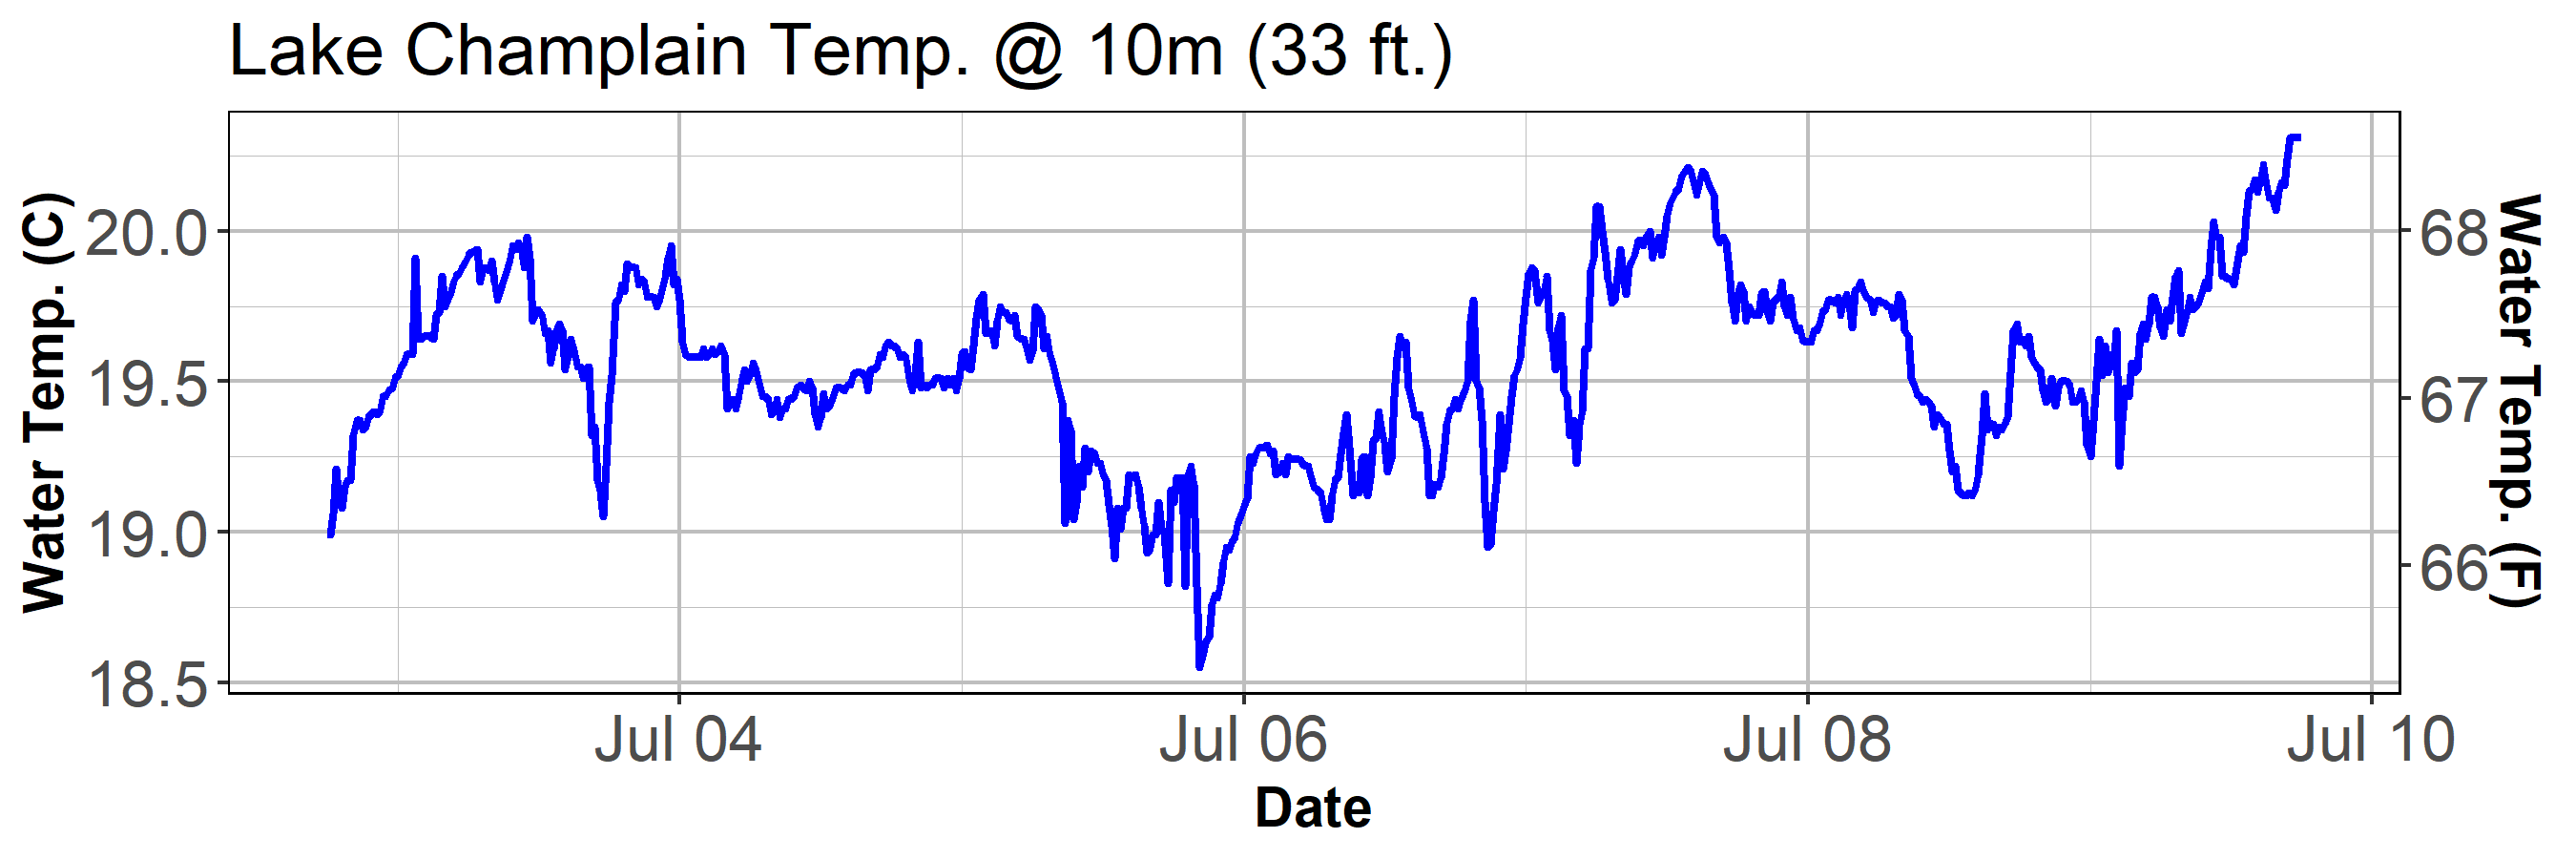 Lake Champlain Temp. @ 10m (33 ft.)
Water Temp. (C)
20.0
19.5
19.0
18.5
68
67
66
Water Temp. (F)
Jul 04
Jul 06
Jul 08
Jul 10
Date